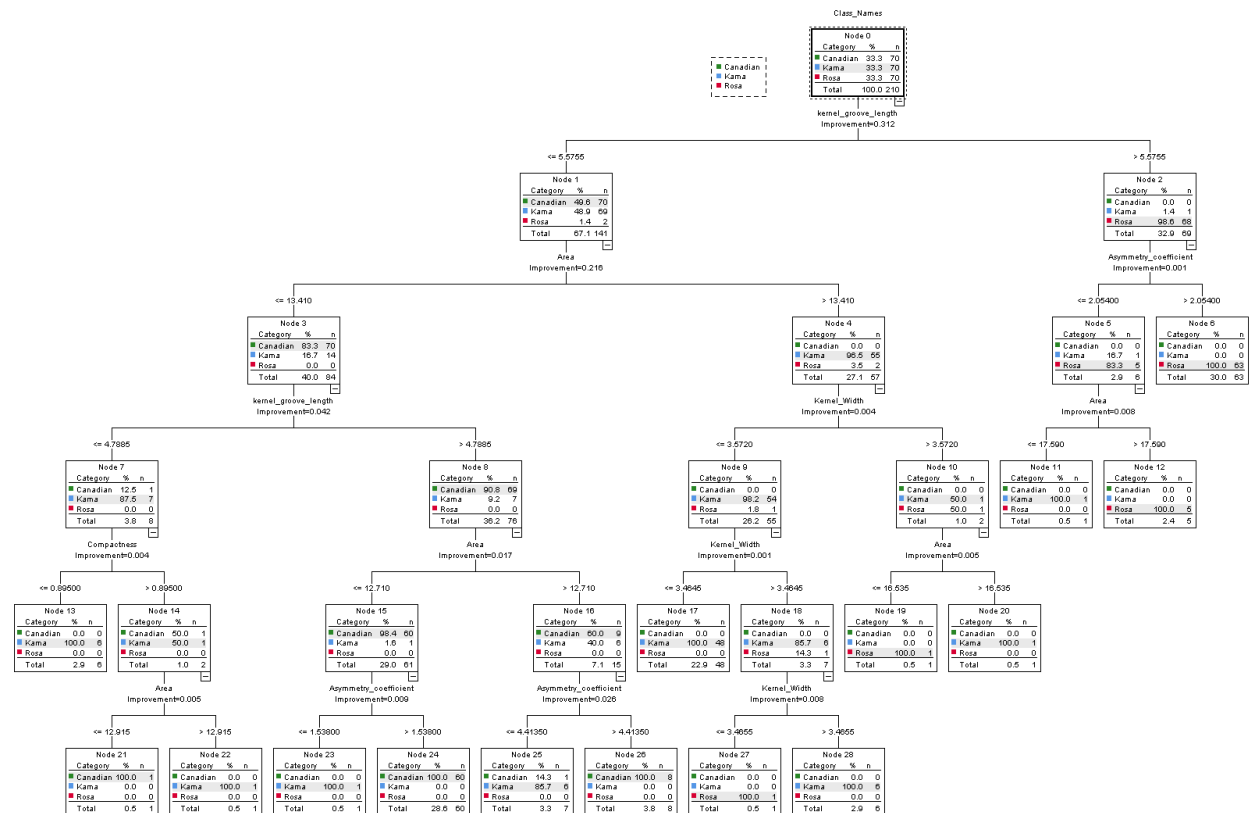 Class_Names
Node 0
Category % n
Canadian 33.3 70
Kama 33.3 70
Rosa 33.3 70
Total 100.0 210
Canadian
Kama
Rosa
kernel_groove_length
Improvement=0.312
<= 5.5755
> 5.5755
Node 1
Category % n
Canadian 49.6 70
Kama 48.9 69
Rosa 1.4 2
Total 67.1 141
Node 2
Category % n
Canadian 0.0 0
Kama 1.4 1
Rosa 98.6 68
Total 32.9 69
Area
Improvement=0.216
Asymmetry_coefficient
Improvement=0.001
<= 13.410
> 13.410
<= 2.05400
> 2.05400
Node 3
Category % n
Canadian 83.3 70
Kama 16.7 14
Rosa 0.0 0
Total 40.0 84
Node 4
Category % n
Canadian 0.0 0
Kama 96.5 55
Rosa 3.5 2
Total 27.1 57
Node 5
Category % n
Canadian 0.0 0
Kama 16.7 1
Rosa 83.3 5
Total 2.9 6
Node 6
Category % n
Canadian 0.0 0
Kama 0.0 0
Rosa 100.0 63
Total 30.0 63
kernel_groove_length
Improvement=0.042
Kernel_Width
Improvement=0.004
Area
Improvement=0.008
<= 4.7885
> 4.7885
<= 3.5720
> 3.5720
<= 17.590
> 17.590
Node 7
Category % n
Canadian 12.5 1
Kama 87.5 7
Rosa 0.0 0
Total 3.8 8
Node 8
Category % n
Canadian 90.8 69
Kama 9.2 7
Rosa 0.0 0
Total 36.2 76
Node 9
Category % n
Canadian 0.0 0
Kama 98.2 54
Rosa 1.8 1
Total 26.2 55
Node 10
Category % n
Canadian 0.0 0
Kama 50.0 1
Rosa 50.0 1
Total 1.0 2
Node 11
Category % n
Canadian 0.0 0
Kama 100.0 1
Rosa 0.0 0
Total 0.5 1
Node 12
Category % n
Canadian 0.0 0
Kama 0.0 0
Rosa 100.0 5
Total 2.4 5
Compactness
Improvement=0.004
Area
Improvement=0.017
Kernel_Width
Improvement=0.001
Area
Improvement=0.005
<= 0.89500
> 0.89500
<= 12.710
> 12.710
<= 3.4645
> 3.4645
<= 16.535
> 16.535
Node 13
Category % n
Canadian 0.0 0
Kama 100.0 6
Rosa 0.0 0
Total 2.9 6
Node 14
Category % n
Canadian 50.0 1
Kama 50.0 1
Rosa 0.0 0
Total 1.0 2
Node 15
Category % n
Canadian 98.4 60
Kama 1.6 1
Rosa 0.0 0
Total 29.0 61
Node 16
Category % n
Canadian 60.0 9
Kama 40.0 6
Rosa 0.0 0
Total 7.1 15
Node 17
Category % n
Canadian 0.0 0
Kama 100.0 48
Rosa 0.0 0
Total 22.9 48
Node 18
Category % n
Canadian 0.0 0
Kama 85.7 6
Rosa 14.3 1
Total 3.3 7
Node 19
Category % n
Canadian 0.0 0
Kama 0.0 0
Rosa 100.0 1
Total 0.5 1
Node 20
Category % n
Canadian 0.0 0
Kama 100.0 1
Rosa 0.0 0
Total 0.5 1
Area
Improvement=0.005
Asymmetry_coefficient
Improvement=0.009
Asymmetry_coefficient
Improvement=0.026
Kernel_Width
Improvement=0.008
<= 12.915
> 12.915
<= 1.53800
> 1.53800
<= 4.41350
> 4.41350
<= 3.4655
> 3.4655
Node 21
Category % n
Canadian 100.0 1
Kama 0.0 0
Rosa 0.0 0
Total 0.5 1
Node 22
Category % n
Canadian 0.0 0
Kama 100.0 1
Rosa 0.0 0
Total 0.5 1
Node 23
Category % n
Canadian 0.0 0
Kama 100.0 1
Rosa 0.0 0
Total 0.5 1
Node 24
Category % n
Canadian 100.0 60
Kama 0.0 0
Rosa 0.0 0
Total 28.6 60
Node 25
Category % n
Canadian 14.3 1
Kama 85.7 6
Rosa 0.0 0
Total 3.3 7
Node 26
Category % n
Canadian 100.0 8
Kama 0.0 0
Rosa 0.0 0
Total 3.8 8
Node 27
Category % n
Canadian 0.0 0
Kama 0.0 0
Rosa 100.0 1
Total 0.5 1
Node 28
Category % n
Canadian 0.0 0
Kama 100.0 6
Rosa 0.0 0
Total 2.9 6